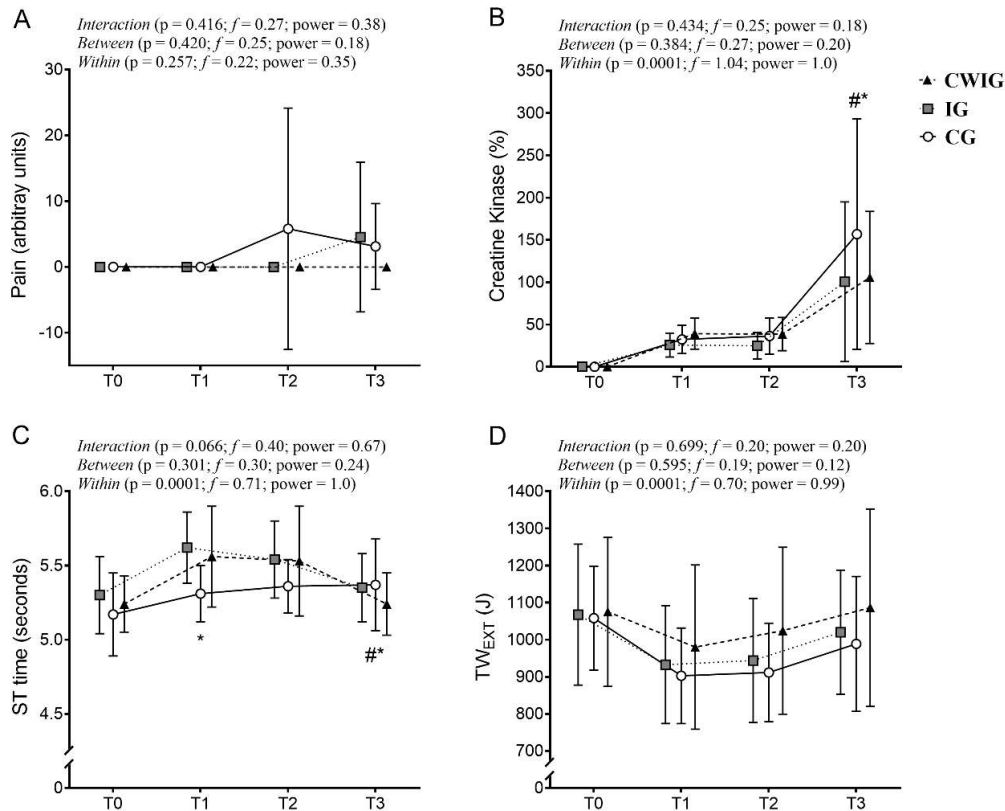 A
Interaction (p = 0.416; f = 0.27; power = 0.38)
Between (p = 0.420; f = 0.25; power = 0.18)
Within (p = 0.257; f = 0.22; power = 0.35)
Pain (arbitray units)
30
20
10
0
-10
T0 T1 T2 T3
B
Interaction (p = 0.434; f = 0.25; power = 0.18)
Between (p = 0.384; f = 0.27; power = 0.20)
Within (p = 0.0001; f = 1.04; power = 1.0)
Creatine Kinase (%)
350
300
250
200
150
100
50
0
#*
T0 T1 T2 T3
CWIG
IG
CG
C
Interaction (p = 0.066; f = 0.40; power = 0.67)
Between (p = 0.301; f = 0.30; power = 0.24)
Within (p = 0.0001; f = 0.71; power = 1.0)
ST time (seconds)
6.0
5.5
5.0
4.5
0
*
#*
T0 T1 T2 T3
D
Interaction (p = 0.699; f = 0.20; power = 0.20)
Between (p = 0.595; f = 0.19; power = 0.12)
Within (p = 0.0001; f = 0.70; power = 0.99)
TWEXT (J)
1400
1300
1200
1100
1000
900
800
700
0
T0 T1 T2 T3